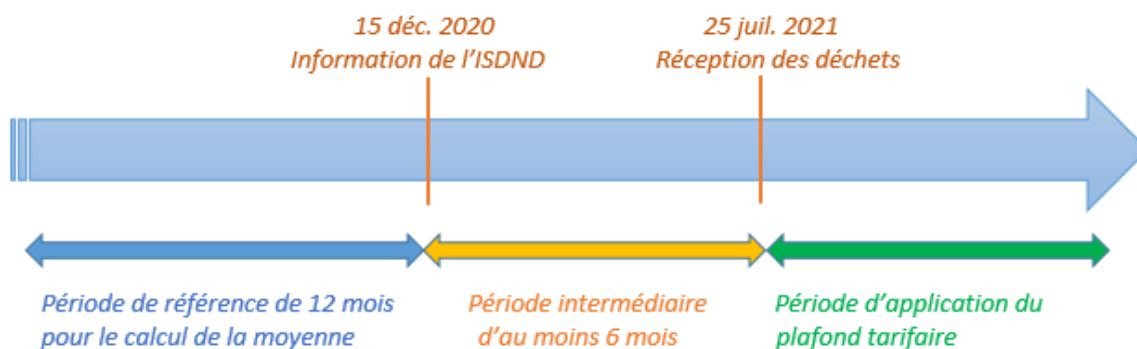 15 déc. 2020
Information de l'ISDND
25 juil. 2021
Réception des déchets
Période de référence de 12 mois
pour le calcul de la moyenne
Période intermédiaire
d'au moins 6 mois
Période d'application du
plafond tarifaire